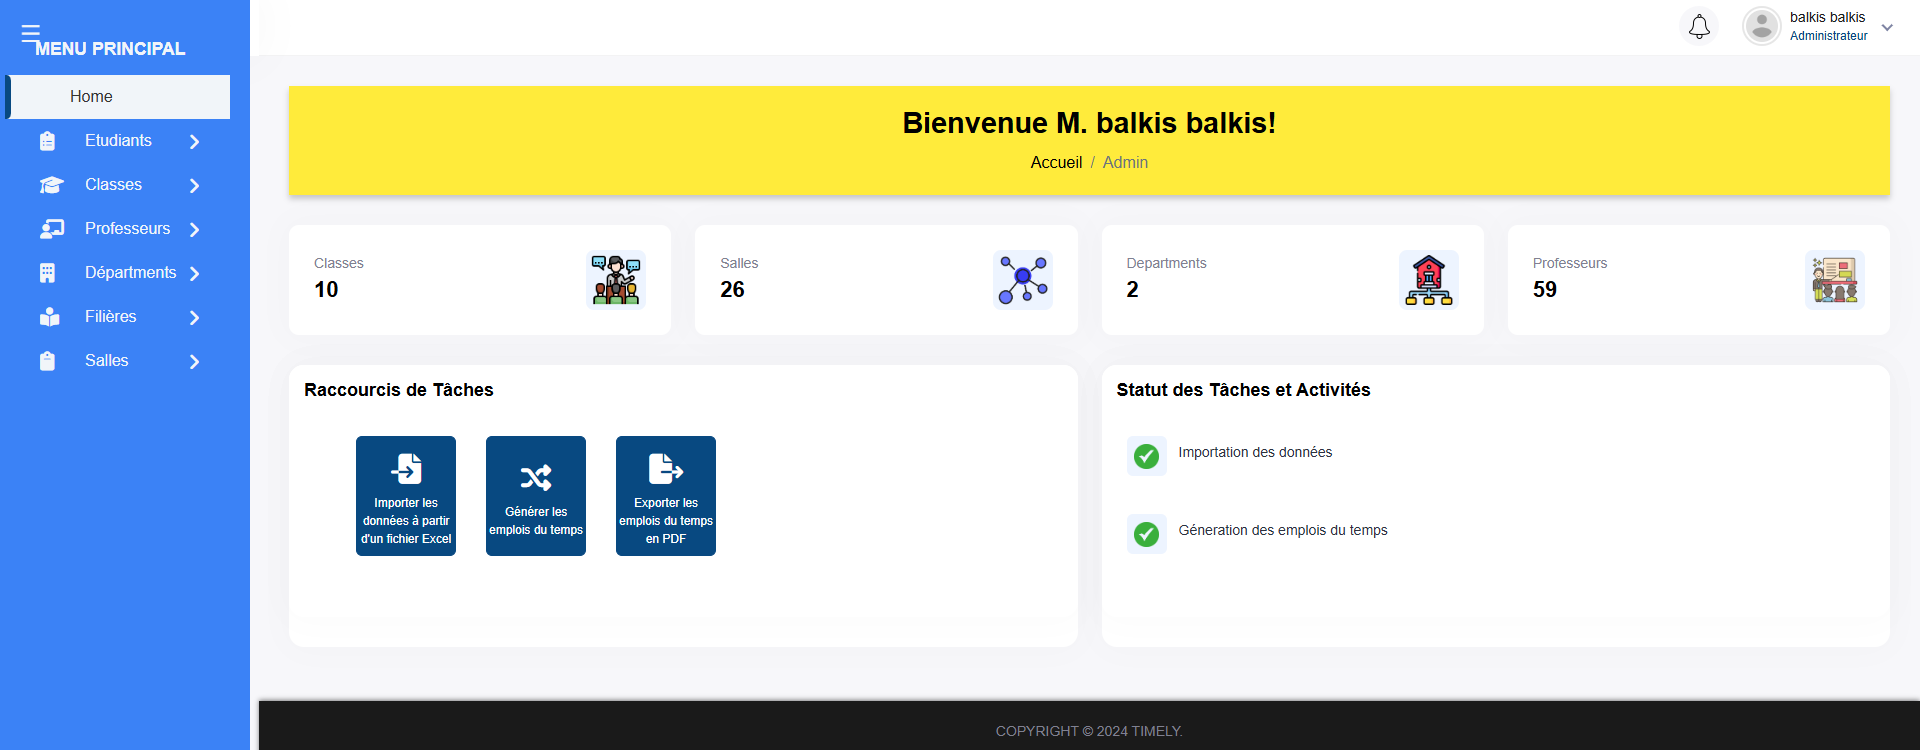 MENU PRINCIPAL
Home
Etudiants
Classes
Professeurs
Départments
Filières
Salles
balkis balkis
Administrateur
Bienvenue M. balkis balkis!
Accueil / Admin
Classes
10
Salles
26
Departments
2
Professeurs
59
Raccourcis de Tâches
Importer les
données à partir
d'un fichier Excel
Générer les
emplois du temps
Exporter les
emplois du temps
en PDF
Statut des Tâches et Activités
Importation des données
Géneration des emplois du temps
COPYRIGHT © 2024 TIMELY.